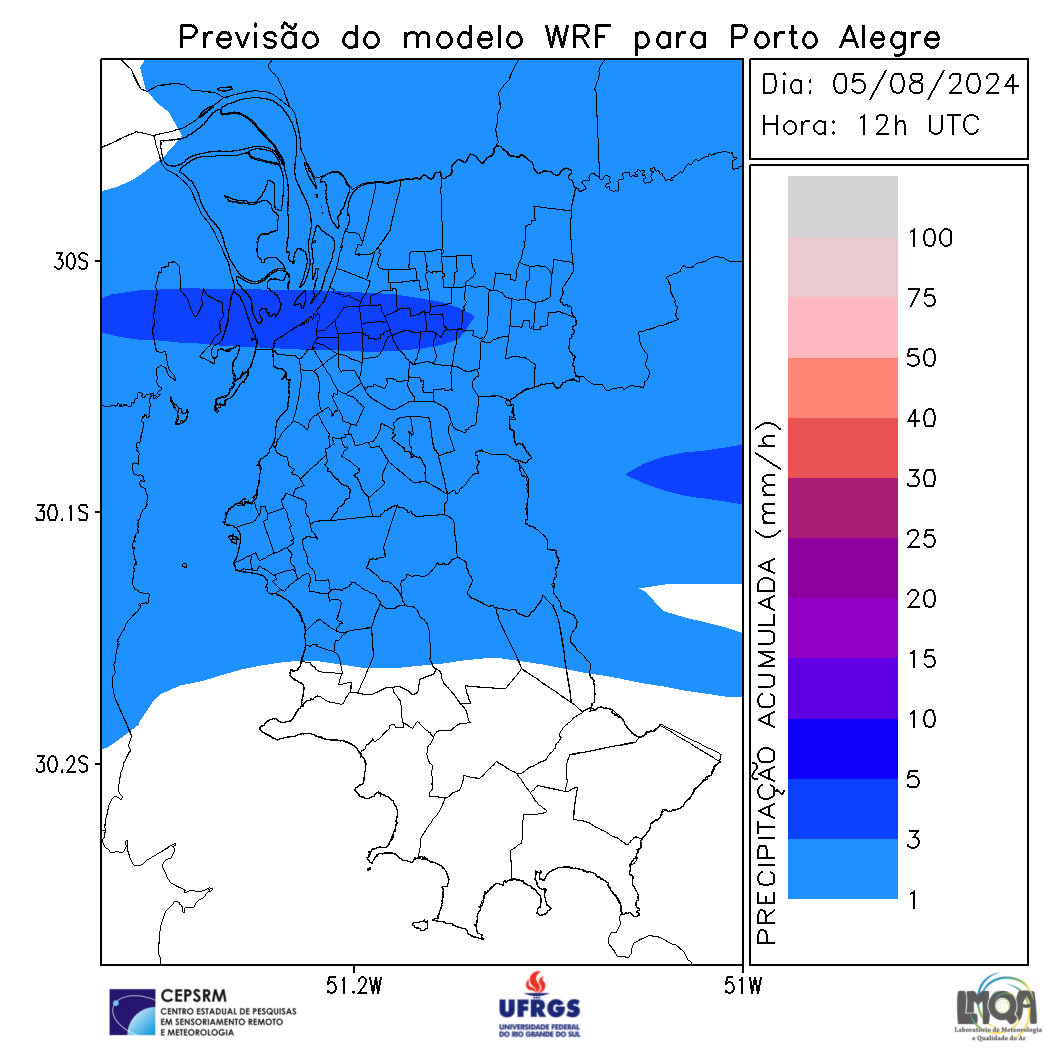 Previsão do modelo WRF para Porto Alegre
Dia: 05/08/2024
Hora: 12h UTC
30S
30.1S
30.2S
51.2W
51W
PRECIPITAÇÃO ACUMULADA (mm/h)
100
75
50
40
30
25
20
15
10
5
3
1
CEPSRM
CENTRO ESTADUAL DE PESQUISAS
EM SENSORIAMENTO REMOTO
E METEOROLOGIA
UFRGS
UNIVERSIDADE FEDERAL
DO RIO GRANDE DO SUL
LMQA
Laboratório de Meteorologia
e Qualidade do Ar